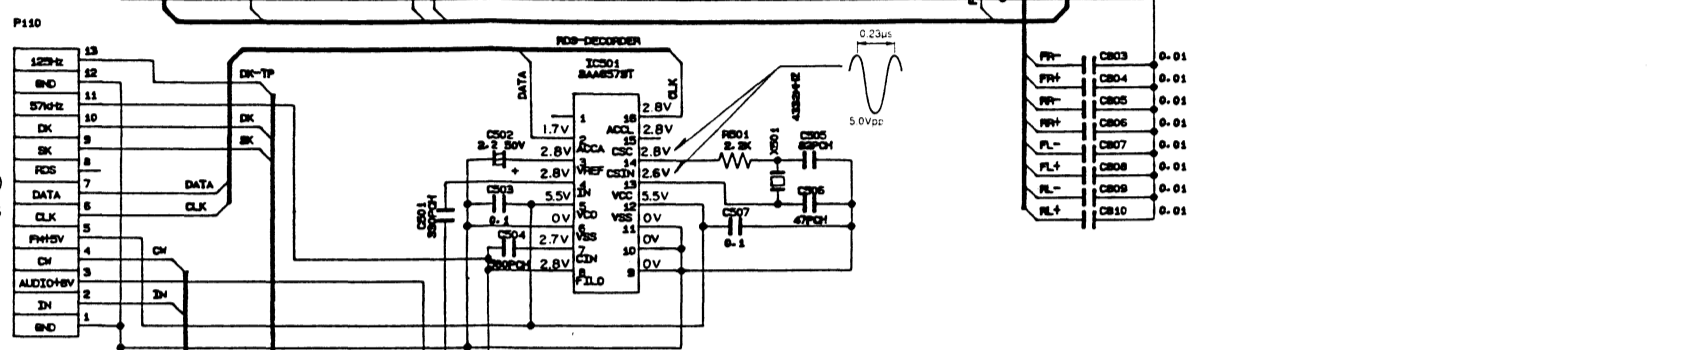 P110
13
125Hz
12
GND
11
57kHz
10
DK
9
SK
8
RDS
7
DATA
6
CLK
5
FM+5V
4
CW
3
AUDIO+8V
2
IN
1
GND
DK-TP
DK
SK
DATA
CLK
CW
IN
RDS-DECORDER
IC501
SAA6579T
DATA
CLK
1
1.7V
2
ACCA
2.8V
3
VREF
2.8V
4
IN
5.5V
5
VCO
0V
6
VSS
2.7V
7
CIN
2.8V
8
FILO
2.8V
16
ACCL
2.8V
15
CSC
2.8V
14
CSIN
2.6V
13
VCC
5.5V
12
VSS
0V
11
0V
10
0V
9
C502
2.2 50V
+
C503
0.1
C504
560PCH
C501
330PCH
R501
2.2K
X501
4332kHZ
C505
82PCH
C506
47PCH
C507
0.1
0.23µs
5.0Vpp
FR-
C803
0.01
FR+
C804
0.01
RR-
C805
0.01
RR+
C806
0.01
FL-
C807
0.01
FL+
C808
0.01
RL-
C809
0.01
RL+
C810
0.01